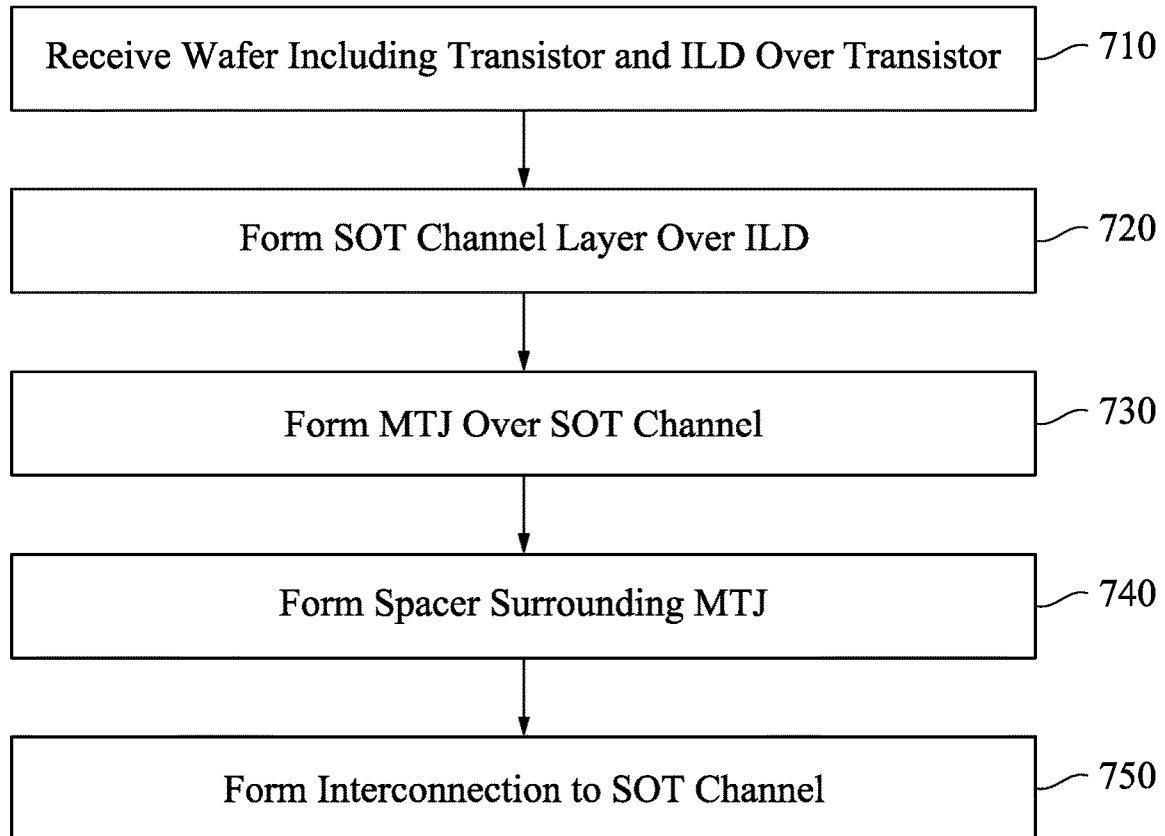 Receive Wafer Including Transistor and ILD Over Transistor
710
Form SOT Channel Layer Over ILD
720
Form MTJ Over SOT Channel
730
Form Spacer Surrounding MTJ
740
Form Interconnection to SOT Channel
750